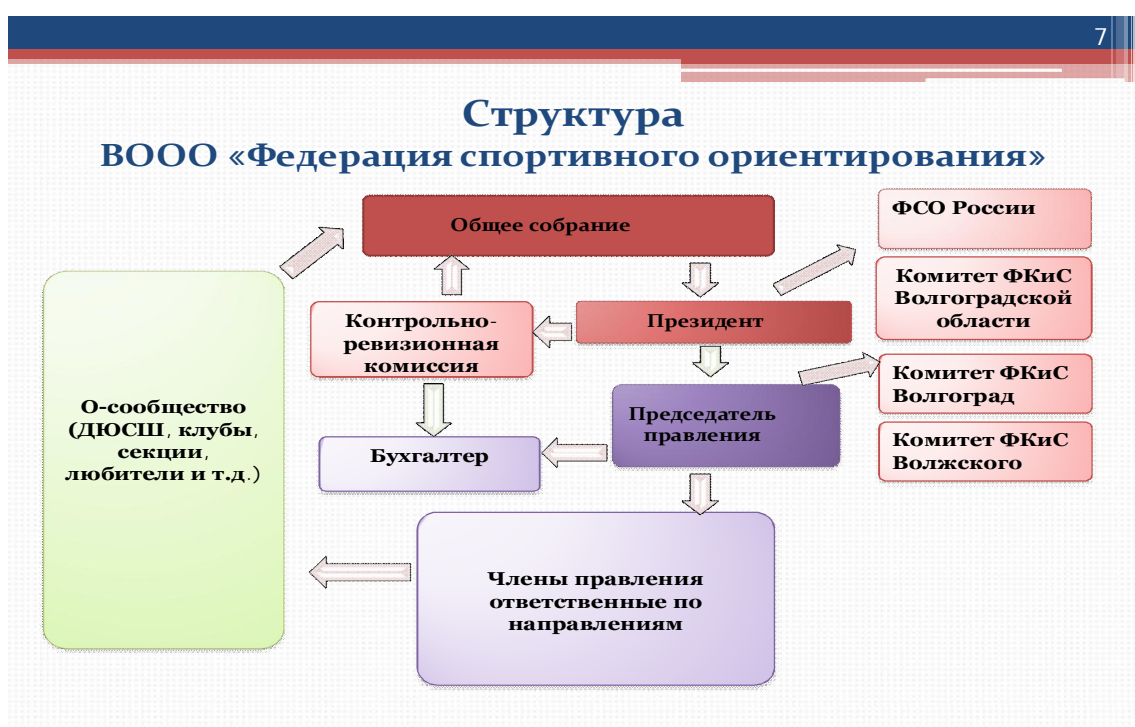 7
Структура
ВООО «Федерация спортивного ориентирования»
Общее собрание
ФСО России
Комитет ФКиС
Волгоградской
области
Контрольно-
ревизионная
комиссия
Президент
Комитет ФКиС
Волгоград
О-сообщество
(ДЮСШ, клубы,
секции,
любители и т.д.)
Председатель
правления
Бухгалтер
Комитет ФКиС
Волжского
Члены правления
ответственные по
направлениям